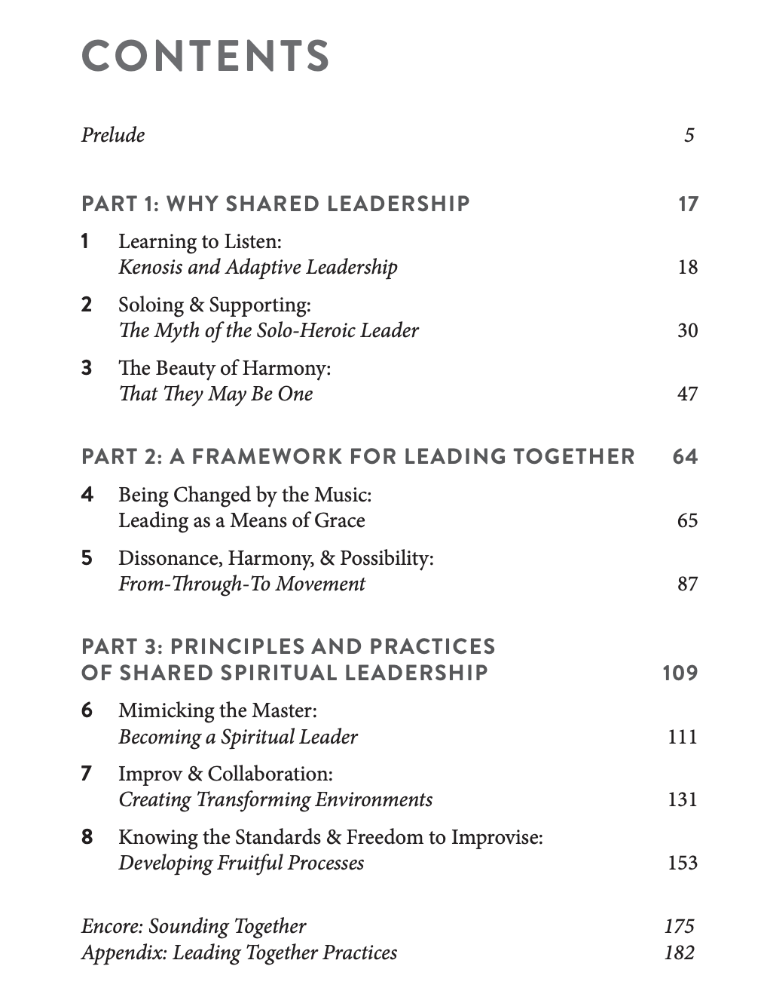 CONTENTS
Prelude 5
PART 1: WHY SHARED LEADERSHIP 17
1 Learning to Listen:
Kenosis and Adaptive Leadership 18
2 Soloing & Supporting:
The Myth of the Solo-Heroic Leader 30
3 The Beauty of Harmony:
That They May Be One 47
PART 2: A FRAMEWORK FOR LEADING TOGETHER 64
4 Being Changed by the Music:
Leading as a Means of Grace 65
5 Dissonance, Harmony, & Possibility:
From-Through-To Movement 87
PART 3: PRINCIPLES AND PRACTICES
OF SHARED SPIRITUAL LEADERSHIP 109
6 Mimicking the Master:
Becoming a Spiritual Leader 111
7 Improv & Collaboration:
Creating Transforming Environments 131
8 Knowing the Standards & Freedom to Improvise:
Developing Fruitful Processes 153
Encore: Sounding Together 175
Appendix: Leading Together Practices 182